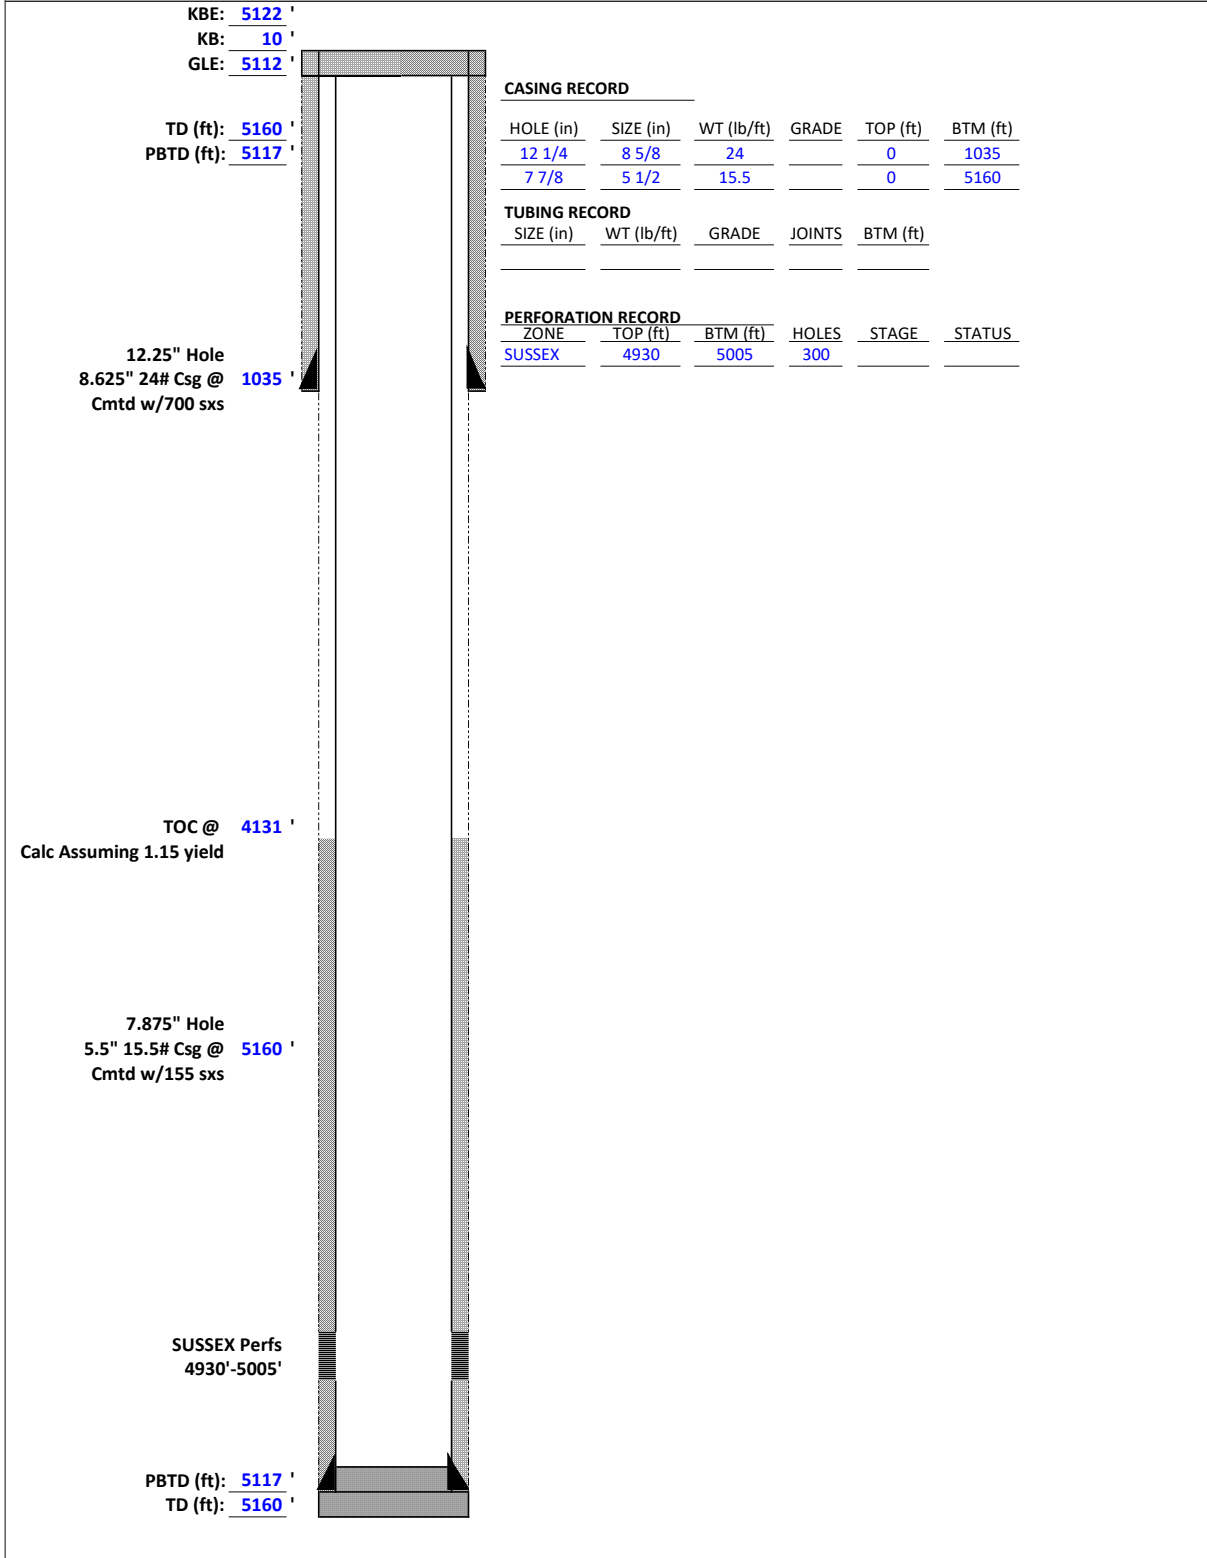 KBE: 5122 '
KB: 10 '
GLE: 5112 '
CASING RECORD
TD (ft): 5160 '
HOLE (in) SIZE (in) WT (lb/ft) GRADE TOP (ft) BTM (ft)
PBTD (ft): 5117 '
12 1/4 8 5/8 24 0 1035
7 7/8 5 1/2 15.5 0 5160
TUBING RECORD
SIZE (in) WT (lb/ft) GRADE JOINTS BTM (ft)
PERFORATION RECORD
ZONE TOP (ft) BTM (ft) HOLES STAGE STATUS
SUSSEX 4930 5005 300
12.25" Hole
8.625" 24# Csg @ 1035 '
Cmtd w/700 sxs
TOC @ 4131 '
Calc Assuming 1.15 yield
7.875" Hole
5.5" 15.5# Csg @ 5160 '
Cmtd w/155 sxs
SUSSEX Perfs
4930'-5005'
PBTD (ft): 5117 '
TD (ft): 5160 '